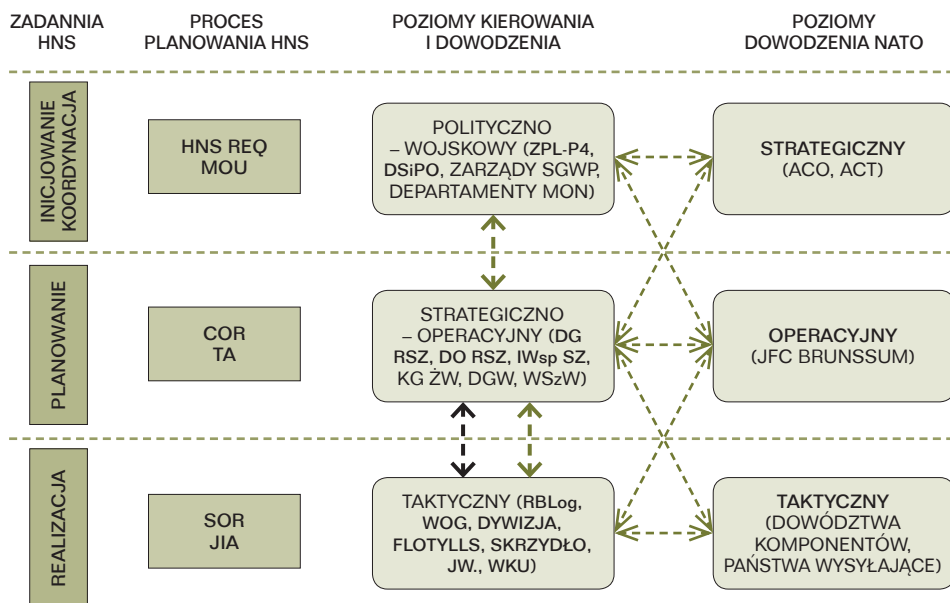 ZADANNIA
HNS
PROCES
PLANOWANIA HNS
POZIOMY KIEROWANIA
I DOWODZENIA
POZIOMY
DOWODZENIA NATO
INICJOWANIE
KOORDYNACJA
HNS REQ
MOU
POLITYCZNO
– WOJSKOWY (ZPL-P4,
DSiPO, ZARZĄDY SGWP,
DEPARTAMENTY MON)
STRATEGICZNY
(ACO, ACT)
PLANOWANIE
COR
TA
STRATEGICZNO
– OPERACYJNY (DG
RSZ, DO RSZ, IWsp SZ,
KG ŻW, DGW, WSzW)
OPERACYJNY
(JFC BRUNSSUM)
REALIZACJA
SOR
JIA
TAKTYCZNY (RBLog,
WOG, DYWIZJA,
FLOTYLLS, SKRZYDŁO,
JW., WKU)
TAKTYCZNY
(DOWÓDZTWA
KOMPONENTÓW,
PAŃSTWA WYSYŁAJĄCE)